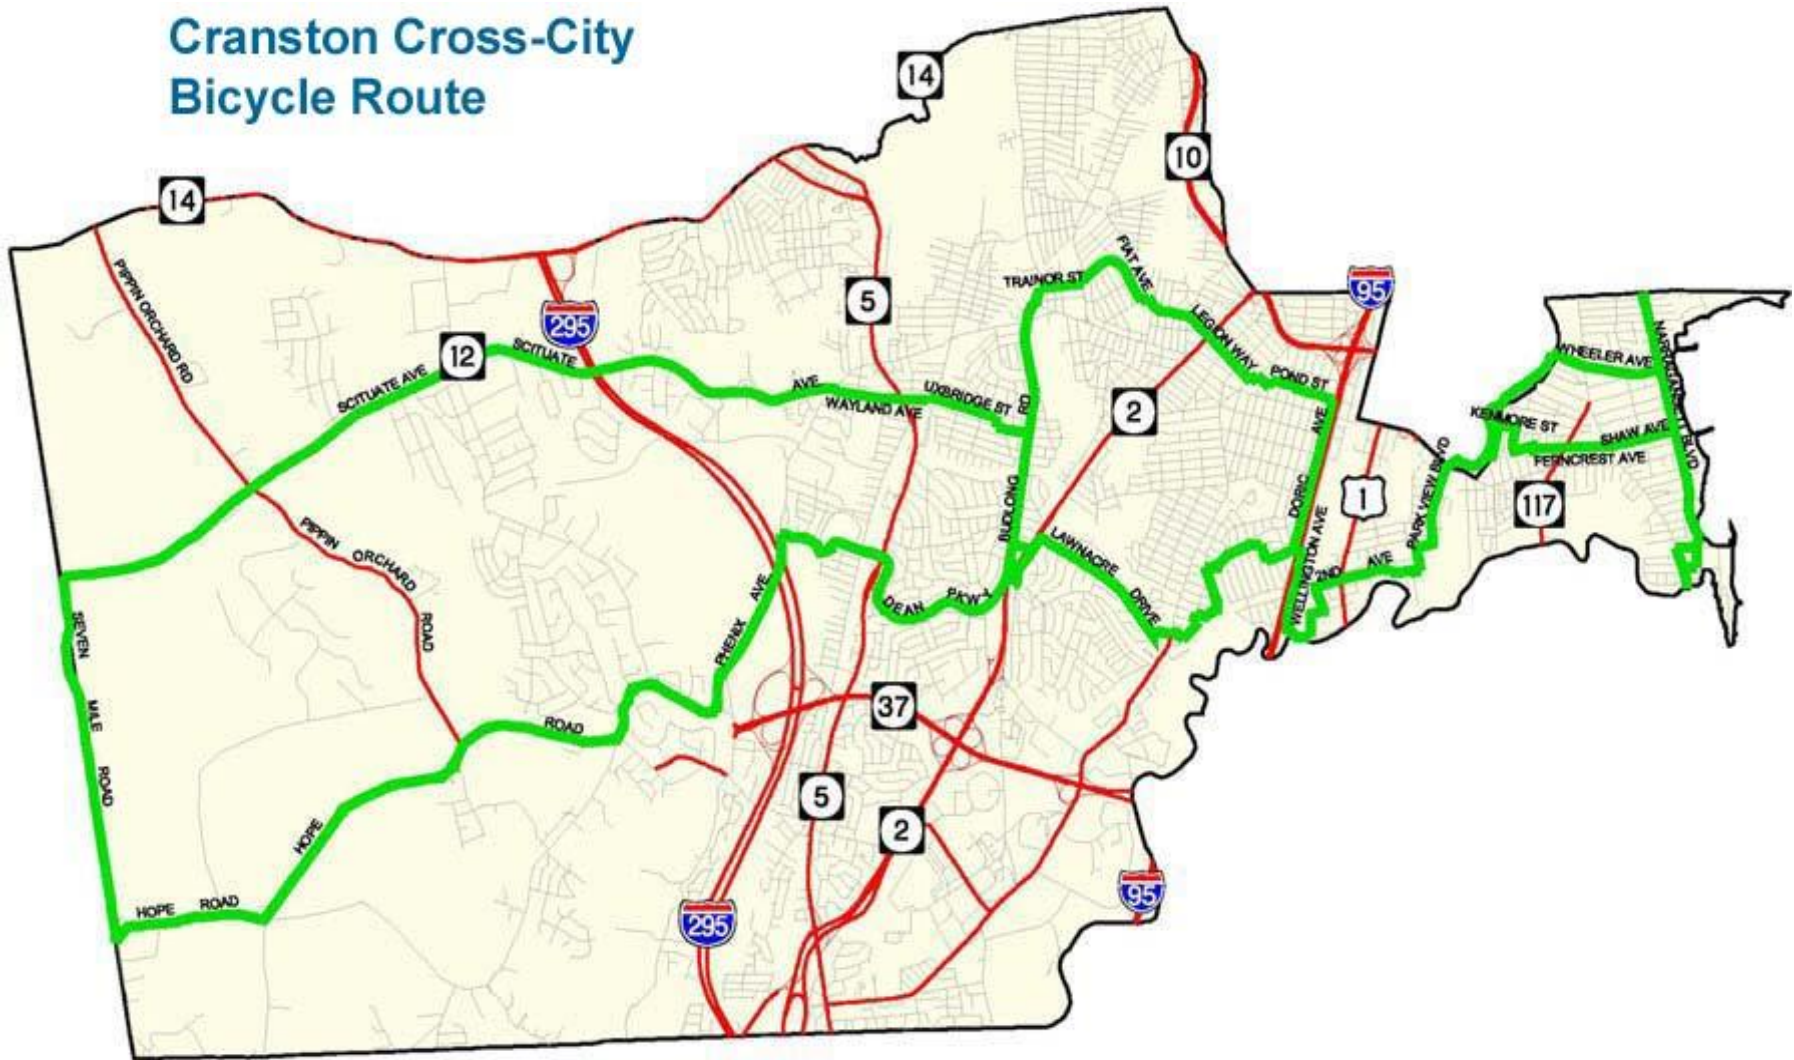 Cranston Cross-City
Bicycle Route
14
14
10
PIPPIN ORCHARD RD
295
5
TRAINOR ST
FIAT AVE
95
LEGION WAY
12
SCITUATE
SCITUATE AVE
AVE
WAYLAND AVE
UXBRIDGE ST
RD
2
POND ST
AVE
WHEELER AVE
NARRAGANSETT BLVD
KENMORE ST
SHAW AVE
FERNCREST AVE
PARK VIEW BLVD
1
117
BUDLONG
DORIC
PIPPIN
ORCHARD
ROAD
LAWNACRE
DRIVE
WELLINGTON AVE
2ND
AVE
DEAN
PKWY
PHENIX
AVE
SEVEN
MILE
ROAD
ROAD
37
5
2
HOPE
HOPE
ROAD
295
95